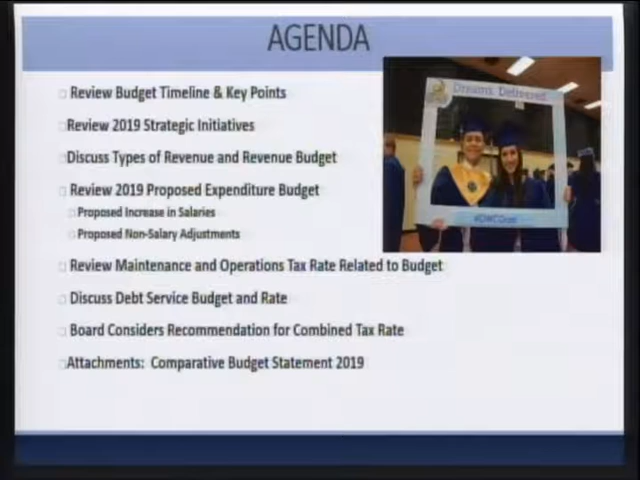 AGENDA
Review Budget Timeline & Key Points
Review 2019 Strategic Initiatives
Discuss Types of Revenue and Revenue Budget
Review 2019 Proposed Expenditure Budget
Proposed Increase in Salaries
Proposed Non-Salary Adjustments
Review Maintenance and Operations Tax Rate Related to Budget
Discuss Debt Service Budget and Rate
Board Considers Recommendation for Combined Tax Rate
Attachments: Comparative Budget Statement 2019
Dreams. Delivered.